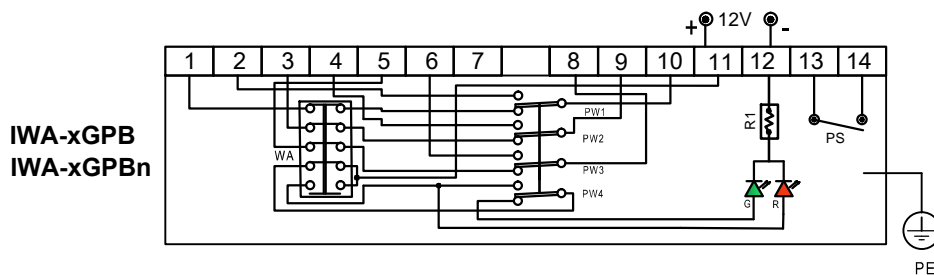 + 12V -
1 2 3 4 5 6 7 8 9 10 11 12 13 14
IWA-xGPB
IWA-xGPBn
WA
PW1
PW2
PW3
PW4
R1
PS
G R
PE